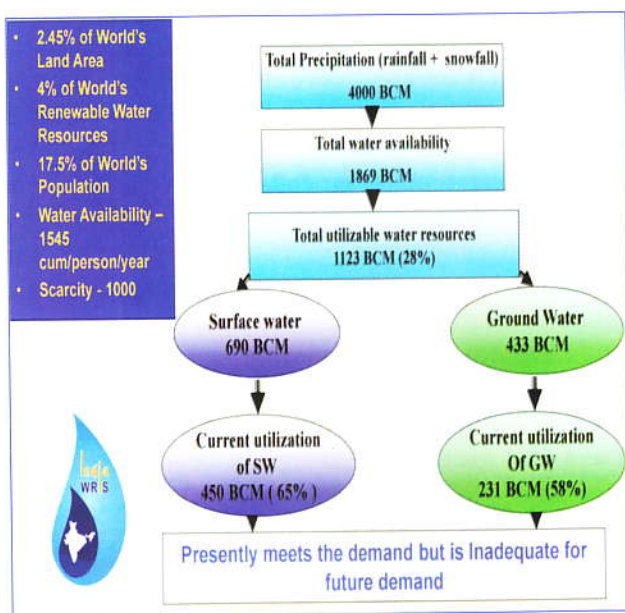 • 2.45% of World's
Land Area
• 4% of World's
Renewable Water
Resources
• 17.5% of World's
Population
• Water Availability –
1545
cum/person/year
• Scarcity - 1000
Total Precipitation (rainfall + snowfall)
4000 BCM
Total water availability
1869 BCM
Total utilizable water resources
1123 BCM (28%)
Surface water
690 BCM
Ground Water
433 BCM
Current utilization
of SW
450 BCM ( 65% )
Current utilization
Of GW
231 BCM (58%)
India
WRIS
Presently meets the demand but is Inadequate for
future demand